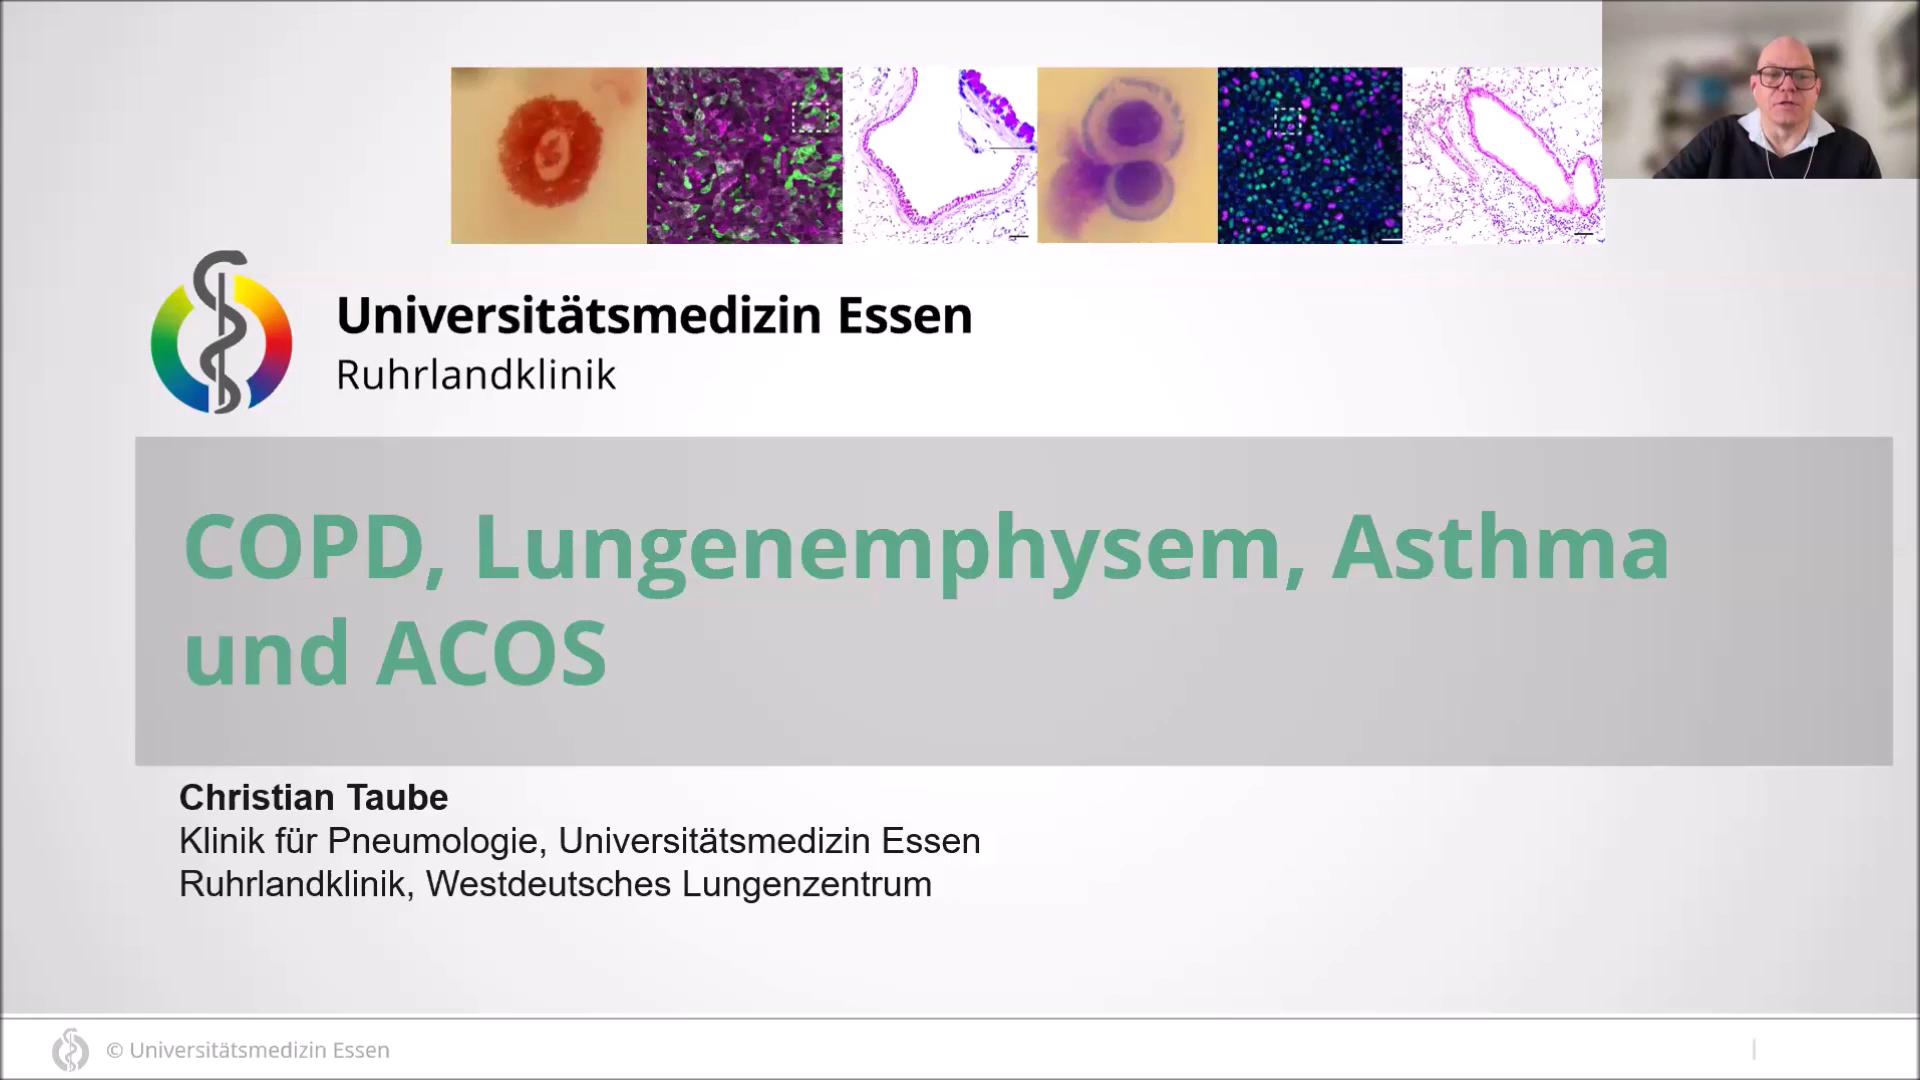 Universitätsmedizin Essen
Ruhrlandklinik
COPD, Lungenemphysem, Asthma
und ACOS
Christian Taube
Klinik für Pneumologie, Universitätsmedizin Essen
Ruhrlandklinik, Westdeutsches Lungenzentrum
© Universitätsmedizin Essen